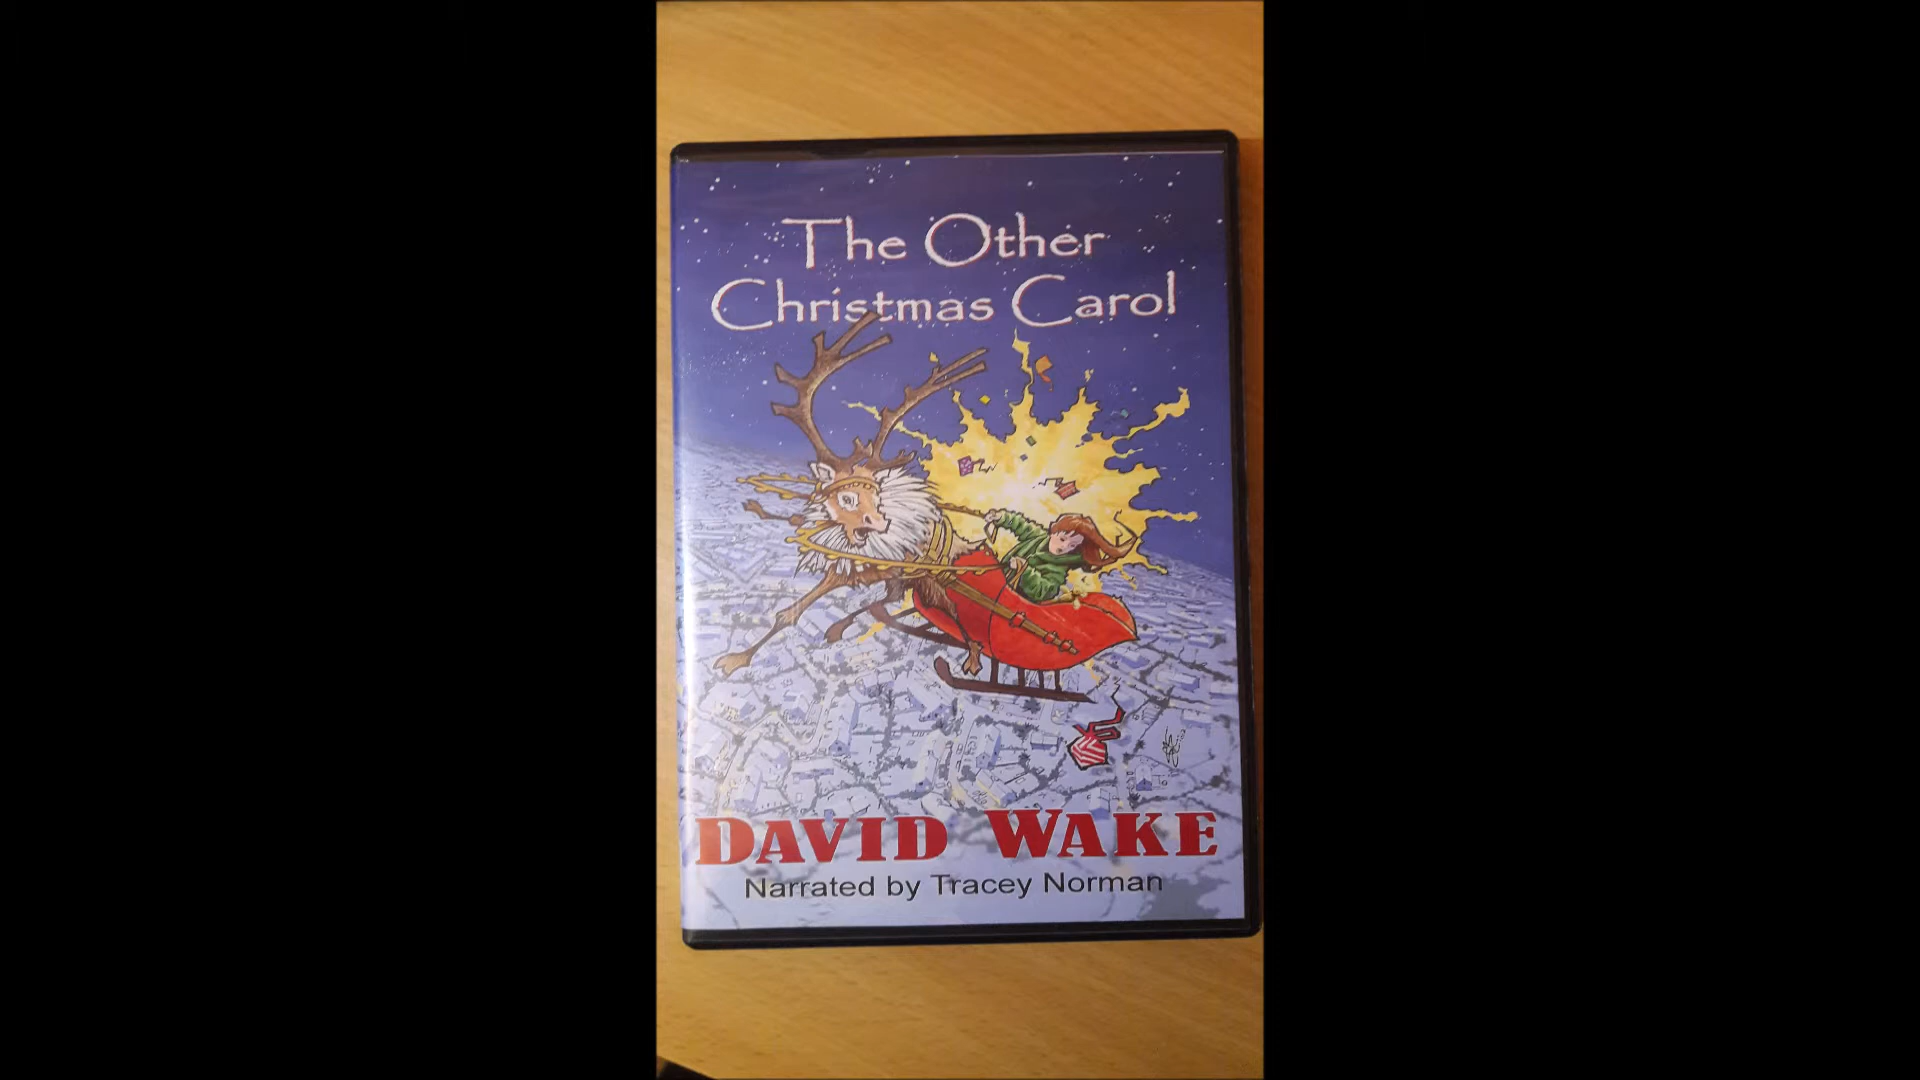 The Other
Christmas Carol
DAVID WAKE
Narrated by Tracey Norman